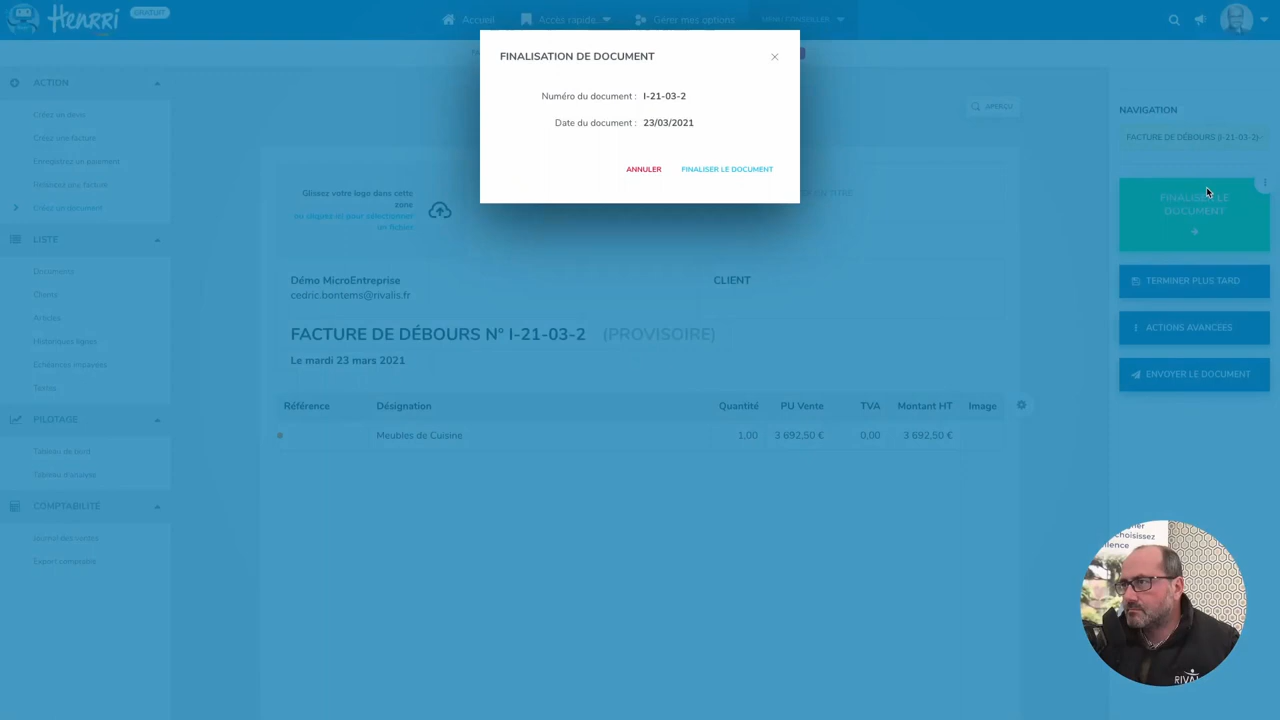 Henrri
GRATUIT
Accueil
Accès rapide...
Gérer mes options
MENU CONSEILLER
ACTION
Créez un devis
Créez une facture
Enregistrez un paiement
Réalisez une facture
Créez un document
LISTE
Documents
Clients
Articles
Historiques lignes
Echéances impayées
Textes
PILOTAGE
Tableau de bord
Tableau d'analyse
COMPTABILITÉ
Journal des ventes
Export comptable
FINALISATION DE DOCUMENT
Numéro du document : I-21-03-2
Date du document : 23/03/2021
ANNULER
FINALISER LE DOCUMENT
APERÇU
Glissez votre logo dans cette
zone
ou cliquez ici pour sélectionner
un fichier
Démo MicroEntreprise
cedric.bontems@rivalis.fr
CLIENT
FACTURE DE DÉBOURS N° I-21-03-2 (PROVISOIRE)
Le mardi 23 mars 2021
Référence Désignation Quantité PU Vente TVA Montant HT Image
Meubles de Cuisine 1,00 3 692,50 € 0,00 3 692,50 €
NAVIGATION
FACTURE DE DÉBOURS (I-21-03-2)
FINALISER LE
DOCUMENT
TERMINER PLUS TARD
ACTIONS AVANCÉES
ENVOYER LE DOCUMENT
choisissez
RIVAL